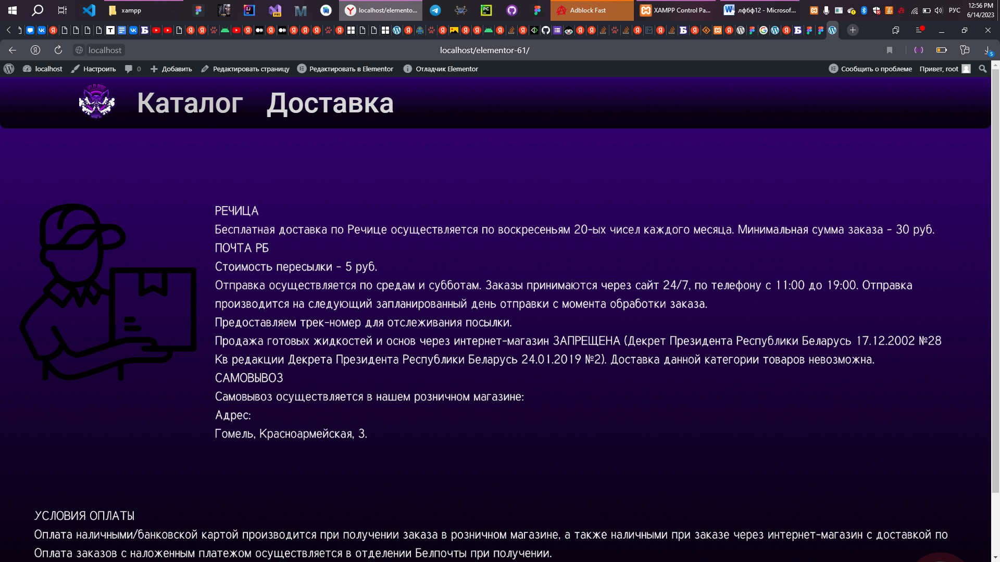 xampp
localhost/elemento...
Adblock Fast
XAMPP Control Pa...
лфбф12 - Microsof...
РУС
12:56 PM
6/14/2023
localhost
localhost/elementor-61/
5
localhost
Настроить
0
Добавить
Редактировать страницу
Редактировать в Elementor
Отладчик Elementor
Сообщить о проблеме
Привет, root
Каталог Доставка
РЕЧИЦА
Бесплатная доставка по Речице осуществляется по воскресеньям 20-ых чисел каждого месяца. Минимальная сумма заказа - 30 руб.
ПОЧТА РБ
Стоимость пересылки - 5 руб.
Отправка осуществляется по средам и субботам. Заказы принимаются через сайт 24/7, по телефону с 11:00 до 19:00. Отправка
производится на следующий запланированный день отправки с момента обработки заказа.
Предоставляем трек-номер для отслеживания посылки.
Продажа готовых жидкостей и основ через интернет-магазин ЗАПРЕЩЕНА (Декрет Президента Республики Беларусь 17.12.2002 №28
Кв редакции Декрета Президента Республики Беларусь 24.01.2019 №2). Доставка данной категории товаров невозможна.
САМОВЫВОЗ
Самовывоз осуществляется в нашем розничном магазине:
Адрес:
Гомель, Красноармейская, 3.
УСЛОВИЯ ОПЛАТЫ
Оплата наличными/банковской картой производится при получении заказа в розничном магазине, а также наличными при заказе через интернет-магазин с доставкой по
Оплата заказов с наложенным платежом осуществляется в отделении Белпочты при получении.